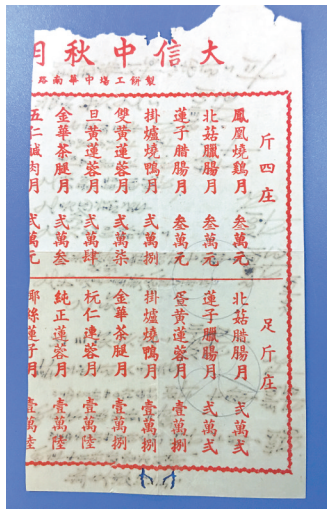 大信中秋月
製餅工場中華南路
斤四庄
鳳凰燒鷄月 叁萬元
北菇臘腸月 叁萬元
蓮子腊腸月 叁萬元
掛爐燒鴨月 弍萬捌
雙黃蓮蓉月 弍萬柒
旦黃蓮蓉月 弍萬肆
金華茶腿月 弍萬叁
五仁肉月 弍萬元
足斤庄
北菇腊腸月 弍萬弍
蓮子臘腸月 弍萬弍
蛋黃蓮蓉月 壹萬捌
掛爐燒鴨月 壹萬捌
金華茶腿月 壹萬捌
杬仁連蓉月 壹萬陸
純正蓮蓉月 壹萬陸
椰絲蓮子月 壹萬陸